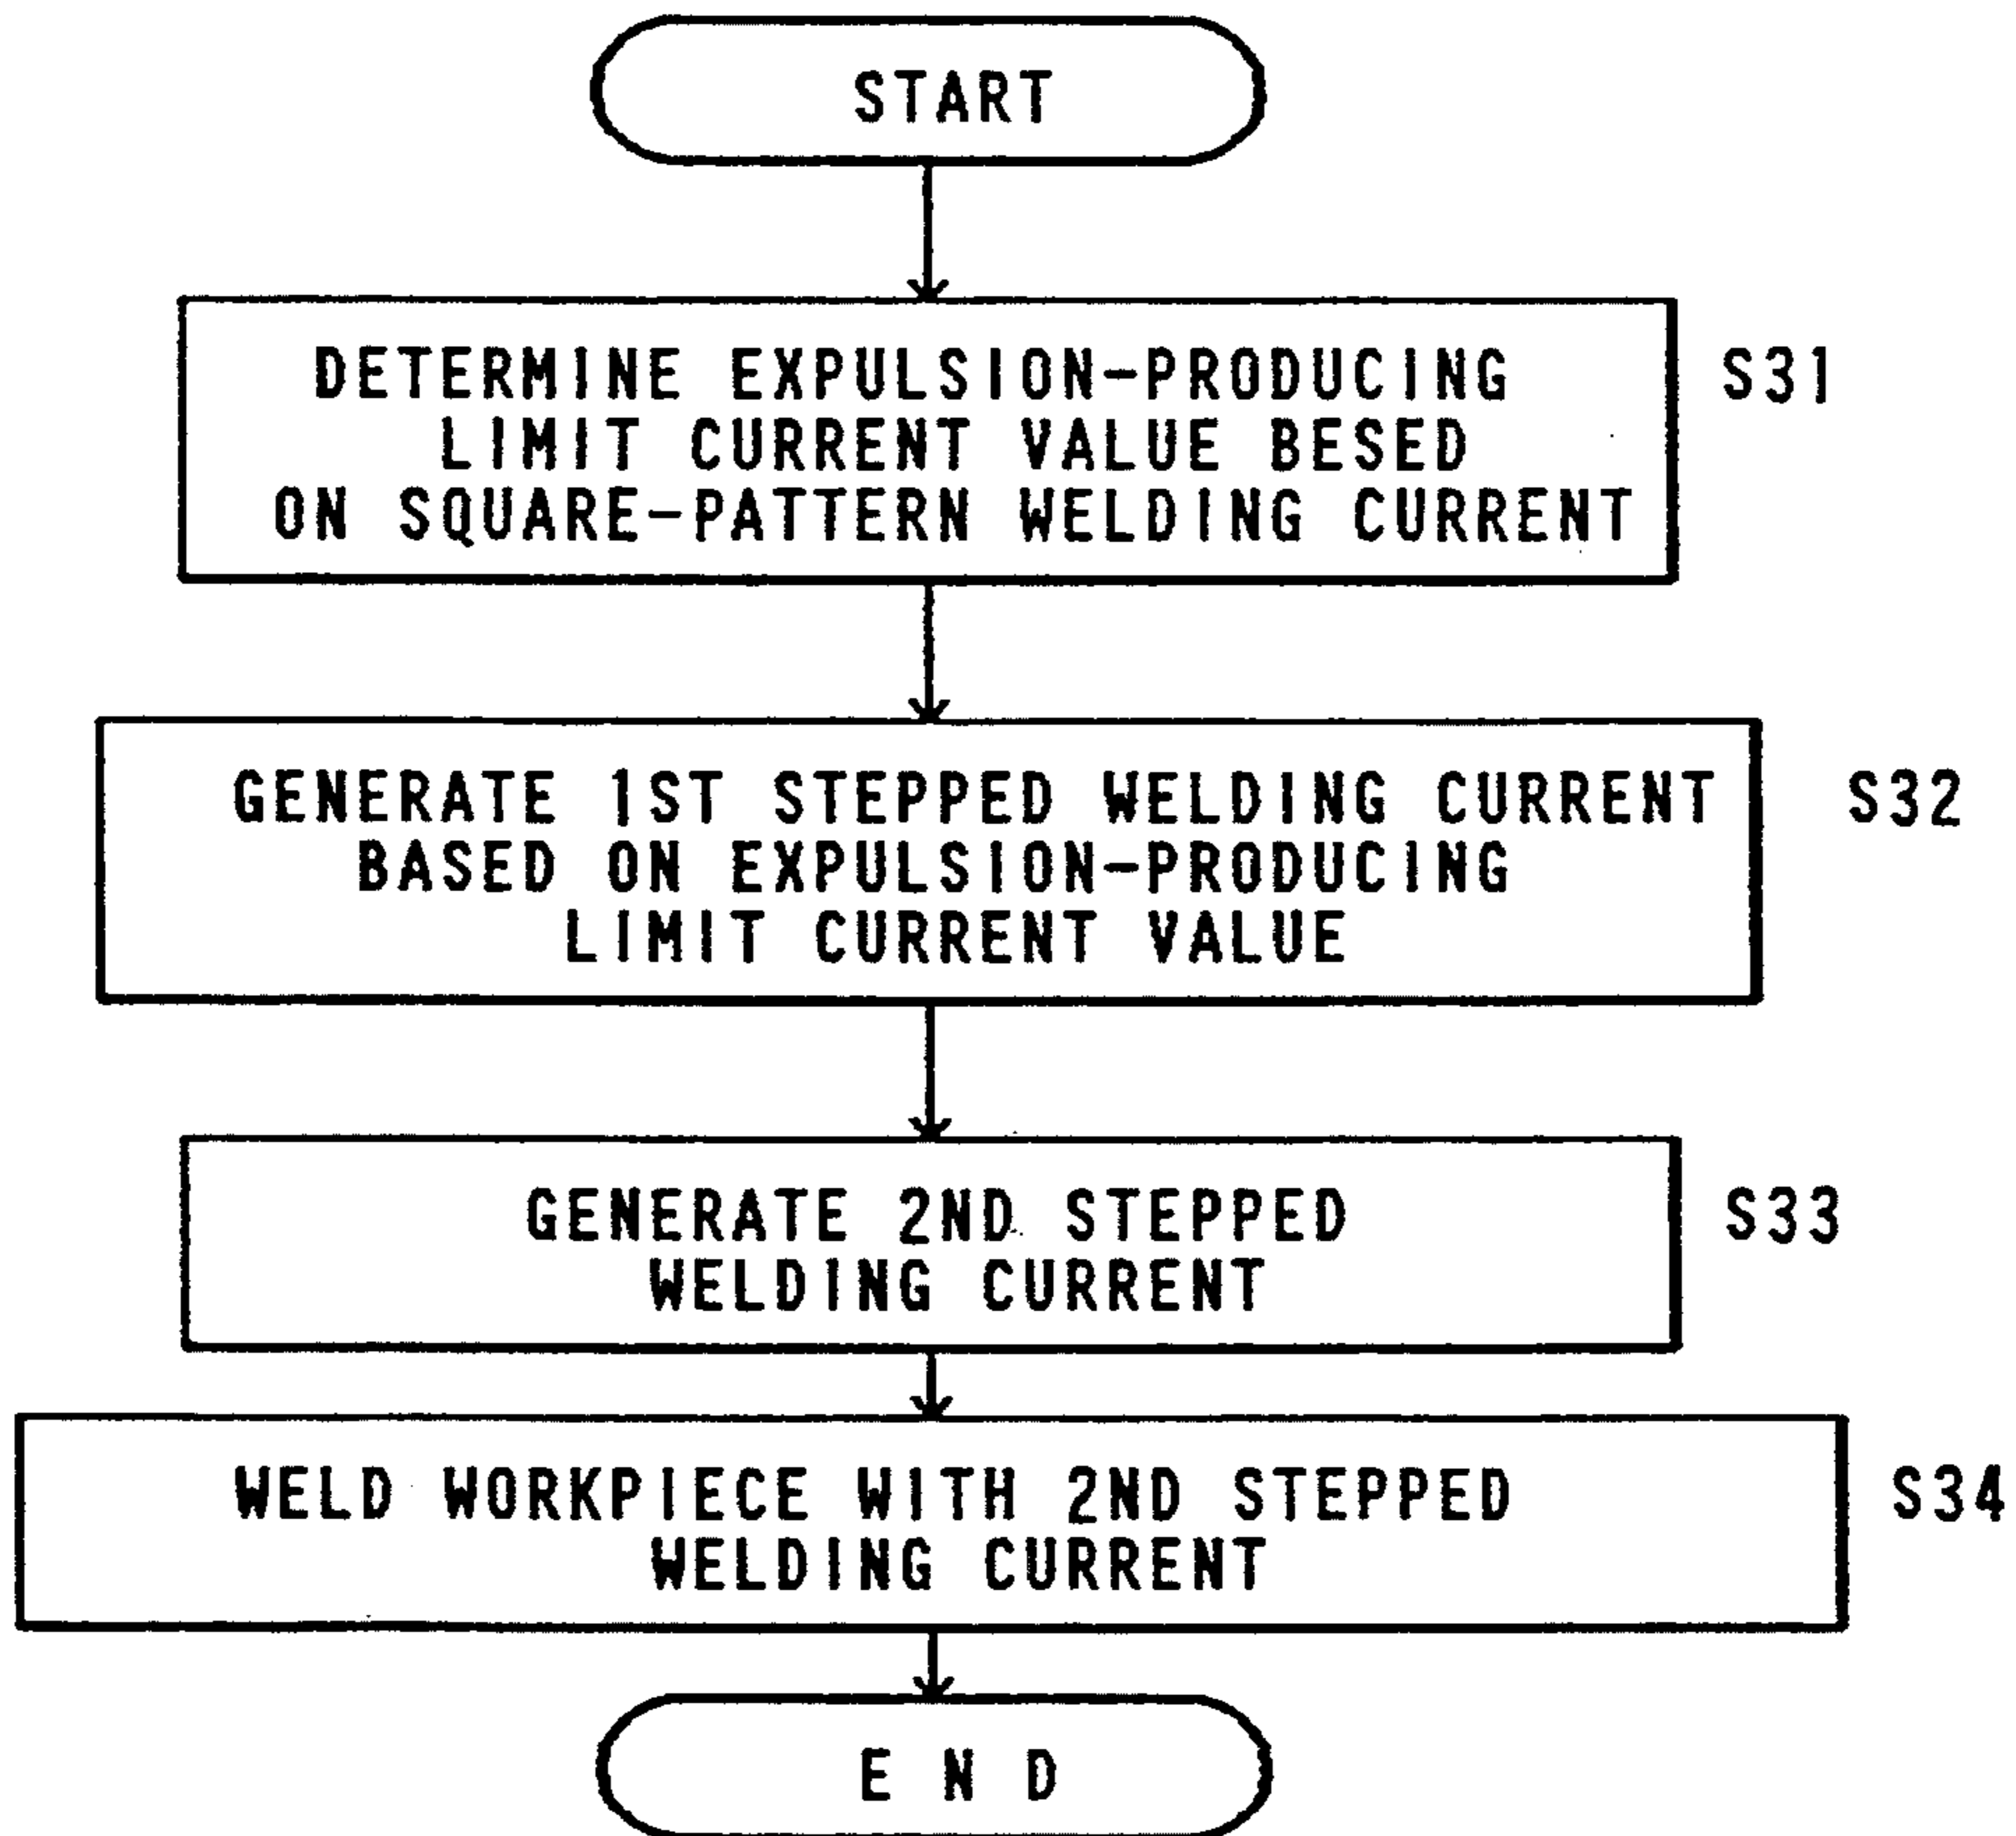 START
DETERMINE EXPULSION-PRODUCING
LIMIT CURRENT VALUE BESED
ON SQUARE-PATTERN WELDING CURRENT
S31
GENERATE 1ST STEPPED WELDING CURRENT
BASED ON EXPULSION-PRODUCING
LIMIT CURRENT VALUE
S32
GENERATE 2ND STEPPED
WELDING CURRENT
S33
WELD WORKPIECE WITH 2ND STEPPED
WELDING CURRENT
S34
END